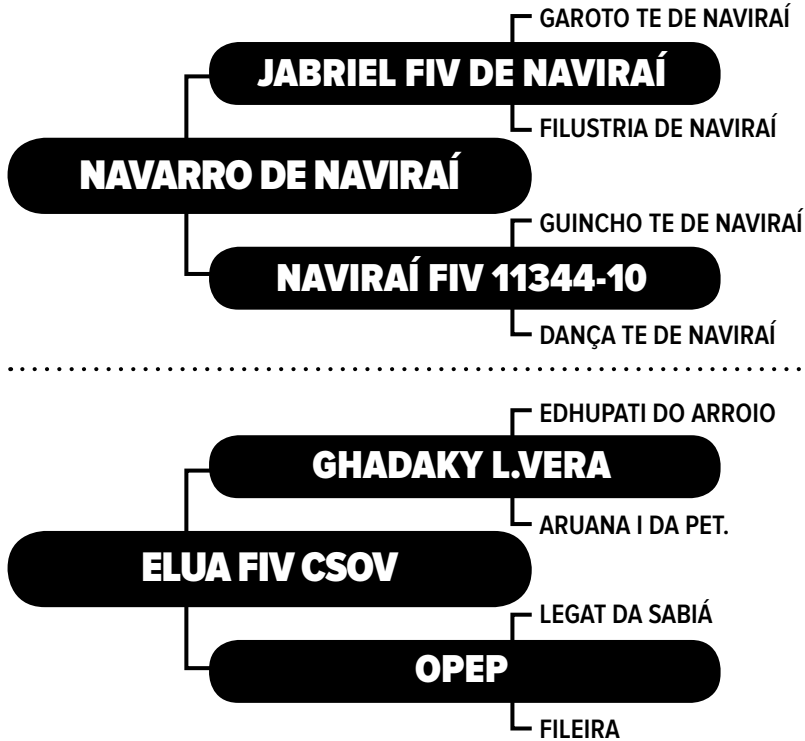 GAROTO TE DE NAVIRAÍ
JABRIEL FIV DE NAVIRAÍ
FILUSTRIA DE NAVIRAÍ
NAVARRO DE NAVIRAÍ
GUINCHO TE DE NAVIRAÍ
NAVIRAÍ FIV 11344-10
DANÇA TE DE NAVIRAÍ
EDHUPATI DO ARROIO
GHADAKY L.VERA
ARUANA I DA PET.
ELUA FIV CSOV
LEGAT DA SABIÁ
OPEP
FILEIRA